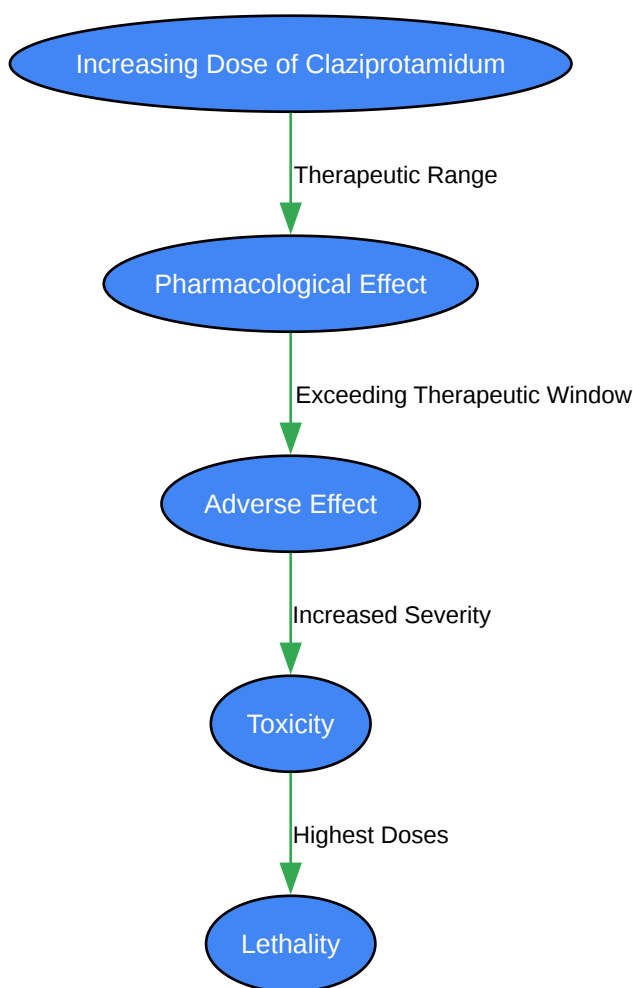 Increasing Dose of Claziprotamidum
Therapeutic Range
Pharmacological Effect
Exceeding Therapeutic Window
Adverse Effect
Increased Severity
Toxicity
Highest Doses
Lethality